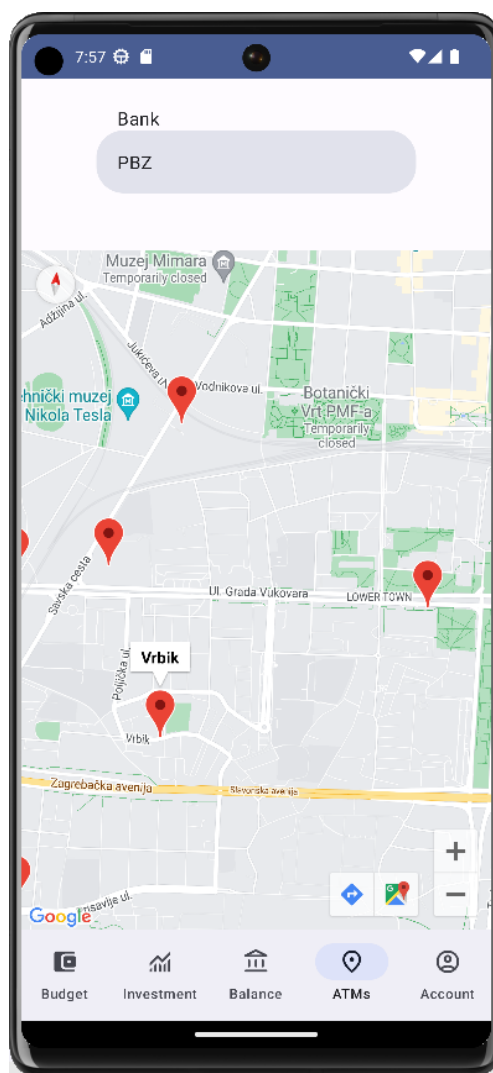 7:57
Bank
PBZ
Muzej Mimara
Temporarily closed
Adžijina ul.
Jukićeva
Vodnikova ul.
ehnički muzej
Nikola Tesla
Botanički
Vrt PMF-a
Temporarily
closed
Savska cesta
Ul. Grada Vukovara
LOWER TOWN
Poljička ul.
Vrbik
Vrbik
Zagrebačka avenija
Slavonska avenija
+
−
Google
savlje ul.
Budget
Investment
Balance
ATMs
Account